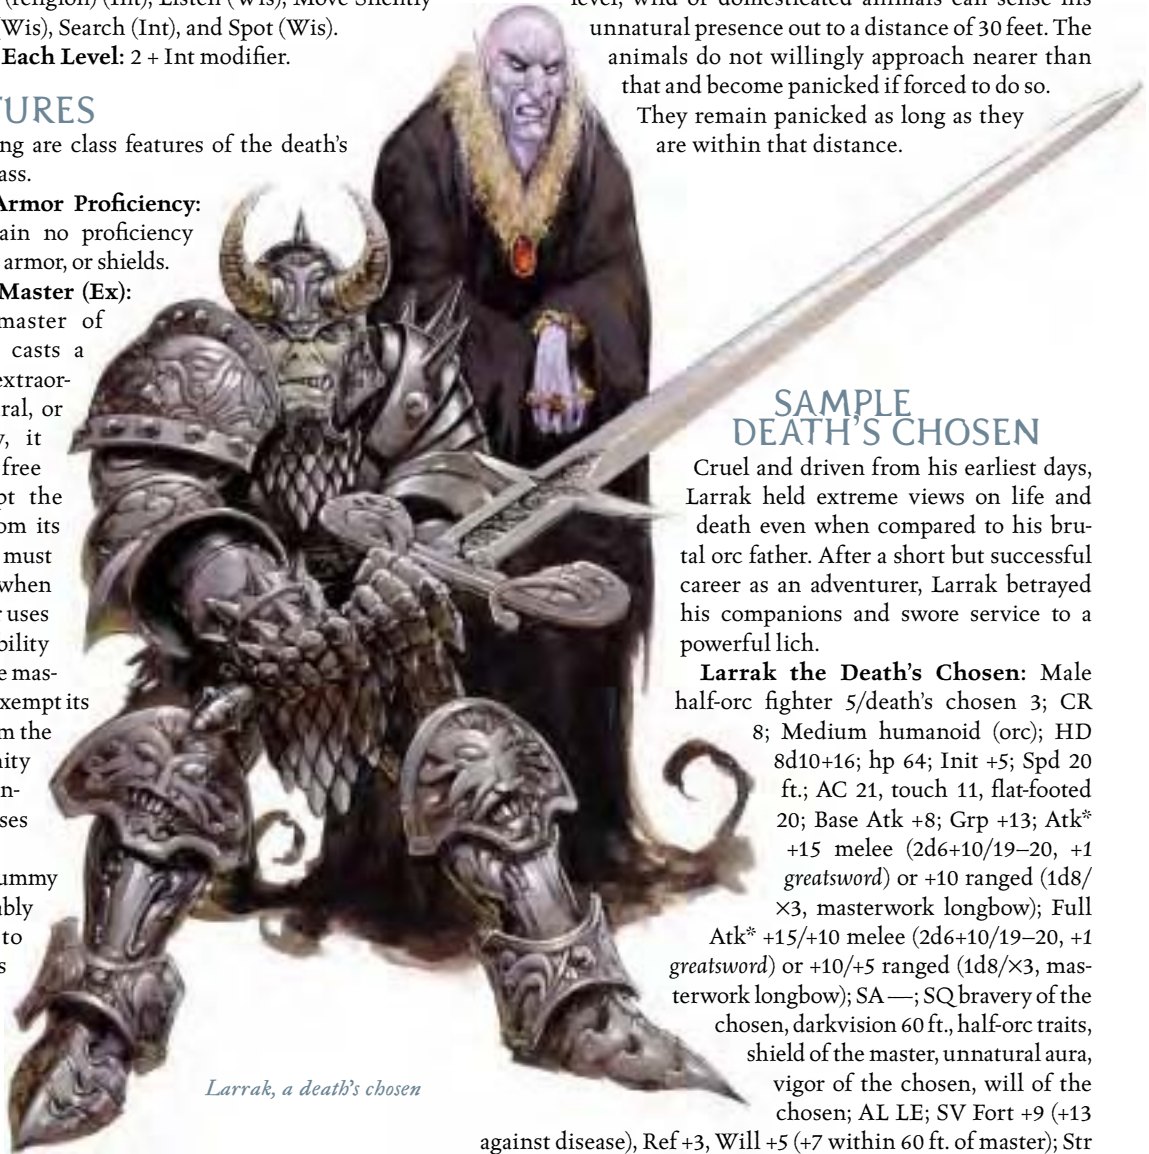 (religion) (Int), Listen (Wis), Move Silently
(Wis), Search (Int), and Spot (Wis).
Each Level: 2 + Int modifier.
TURES
ng are class features of the death's
ass.
Armor Proficiency:
ain no proficiency
armor, or shields.
Master (Ex):
master of
casts a
extraor-
ral, or
y, it
free
pt the
om its
must
when
r uses
bility
e mas-
xempt its
m the
nity
n-
ses
ummy
ably
to
s
level, wild or domesticated animals can sense his
unnatural presence out to a distance of 30 feet. The
animals do not willingly approach nearer than
that and become panicked if forced to do so.
They remain panicked as long as they
are within that distance.
SAMPLE
DEATH'S CHOSEN
Cruel and driven from his earliest days,
Larrak held extreme views on life and
death even when compared to his bru-
tal orc father. After a short but successful
career as an adventurer, Larrak betrayed
his companions and swore service to a
powerful lich.
Larrak the Death's Chosen: Male
half-orc fighter 5/death's chosen 3; CR
8; Medium humanoid (orc); HD
8d10+16; hp 64; Init +5; Spd 20
ft.; AC 21, touch 11, flat-footed
20; Base Atk +8; Grp +13; Atk*
+15 melee (2d6+10/19–20, +1
greatsword) or +10 ranged (1d8/
×3, masterwork longbow); Full
Atk* +15/+10 melee (2d6+10/19–20, +1
greatsword) or +10/+5 ranged (1d8/×3, mas-
terwork longbow); SA —; SQ bravery of the
chosen, darkvision 60 ft., half-orc traits,
shield of the master, unnatural aura,
vigor of the chosen, will of the
chosen; AL LE; SV Fort +9 (+13
against disease), Ref +3, Will +5 (+7 within 60 ft. of master); Str
Larrak, a death's chosen